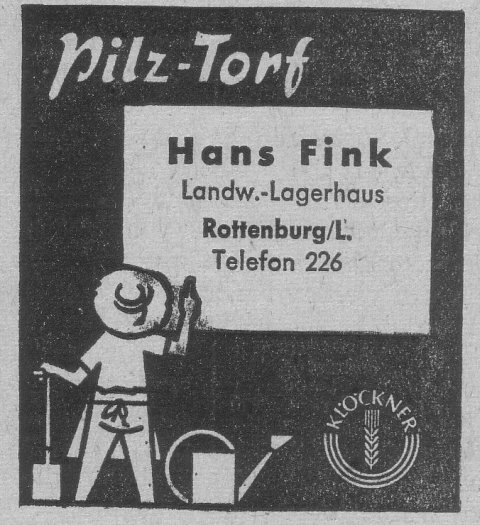 Pilz-Torf
Hans Fink
Landw.-Lagerhaus
Rottenburg/L.
Telefon 226
KLÖCKNER